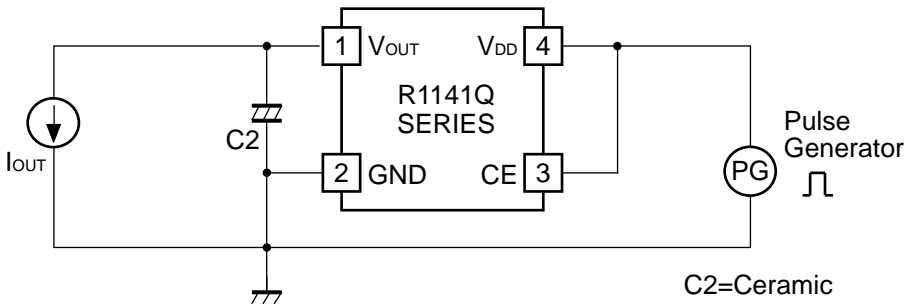 1 VOUT VDD 4
R1141Q
SERIES
C2
IOUT
2 GND CE 3
Pulse
Generator
PG
C2=Ceramic